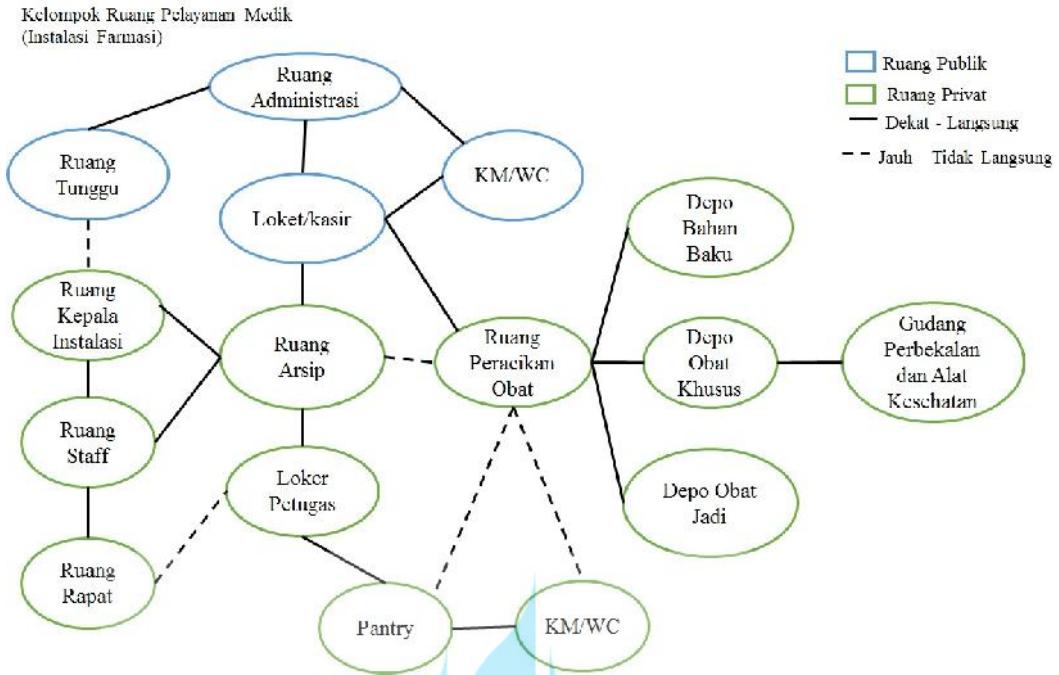 Kelompok Ruang Pelayanan Medik
(Instalasi Farmasi)
Ruang Publik
Ruang Privat
Dekat - Langsung
Jauh Tidak Langsung
Ruang
Administrasi
Ruang
Tunggu
KM/WC
Loket/kasir
Depo
Bahan
Baku
Ruang
Kepala
Instalasi
Ruang
Arsip
Ruang
Peracikan
Obat
Depo
Obat
Khusus
Gudang
Perbekalan
dan Alat
Kesehatan
Ruang
Staff
Loker
Petugas
Depo Obat
Jadi
Ruang
Rapat
Pantry
KM/WC